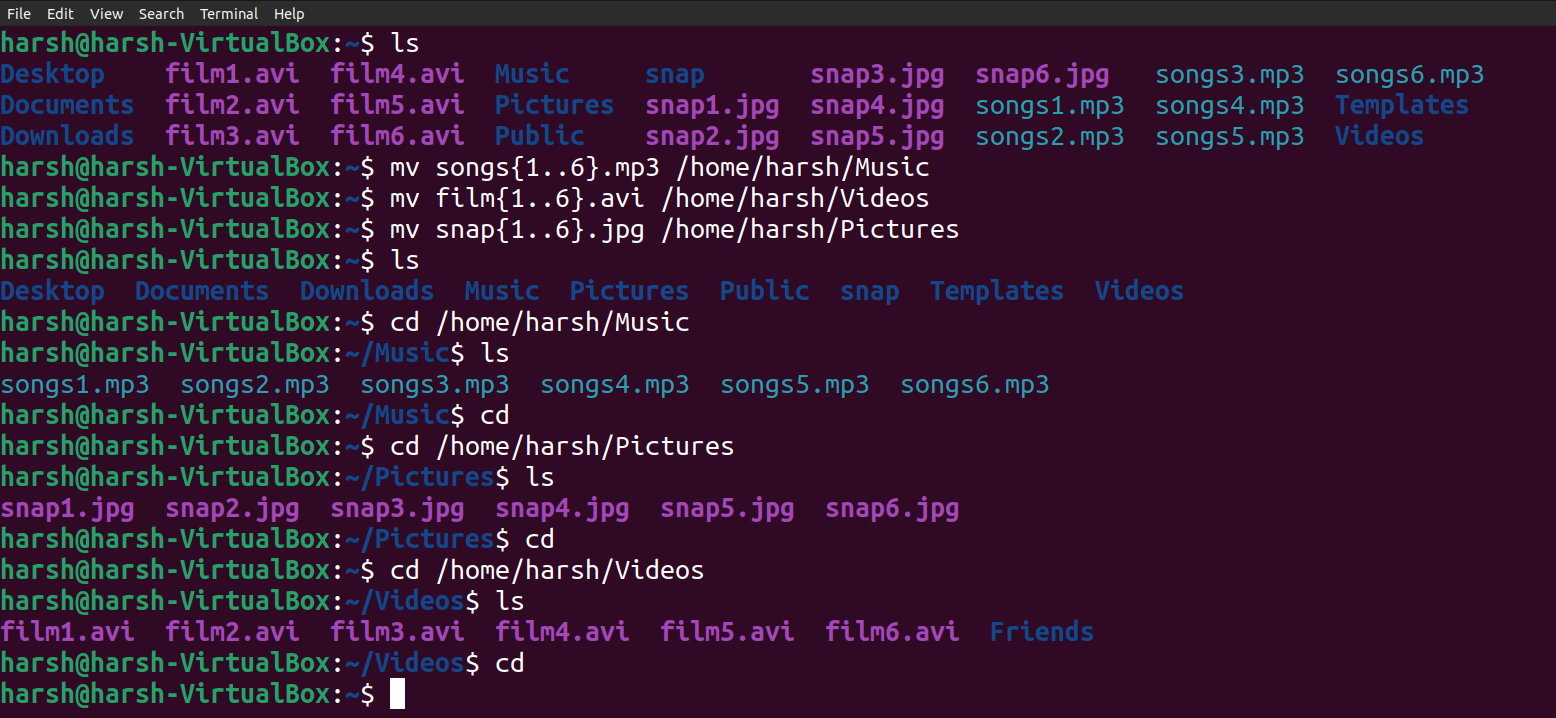 File Edit View Search Terminal Help
harsh@harsh-VirtualBox:~$ ls
Desktop film1.avi film4.avi Music snap snap3.jpg snap6.jpg songs3.mp3 songs6.mp3
Documents film2.avi film5.avi Pictures snap1.jpg snap4.jpg songs1.mp3 songs4.mp3 Templates
Downloads film3.avi film6.avi Public snap2.jpg snap5.jpg songs2.mp3 songs5.mp3 Videos
harsh@harsh-VirtualBox:~$ mv songs{1..6}.mp3 /home/harsh/Music
harsh@harsh-VirtualBox:~$ mv film{1..6}.avi /home/harsh/Videos
harsh@harsh-VirtualBox:~$ mv snap{1..6}.jpg /home/harsh/Pictures
harsh@harsh-VirtualBox:~$ ls
Desktop Documents Downloads Music Pictures Public snap Templates Videos
harsh@harsh-VirtualBox:~$ cd /home/harsh/Music
harsh@harsh-VirtualBox:~/Music$ ls
songs1.mp3 songs2.mp3 songs3.mp3 songs4.mp3 songs5.mp3 songs6.mp3
harsh@harsh-VirtualBox:~/Music$ cd
harsh@harsh-VirtualBox:~$ cd /home/harsh/Pictures
harsh@harsh-VirtualBox:~/Pictures$ ls
snap1.jpg snap2.jpg snap3.jpg snap4.jpg snap5.jpg snap6.jpg
harsh@harsh-VirtualBox:~/Pictures$ cd
harsh@harsh-VirtualBox:~$ cd /home/harsh/Videos
harsh@harsh-VirtualBox:~/Videos$ ls
film1.avi film2.avi film3.avi film4.avi film5.avi film6.avi Friends
harsh@harsh-VirtualBox:~/Videos$ cd
harsh@harsh-VirtualBox:~$